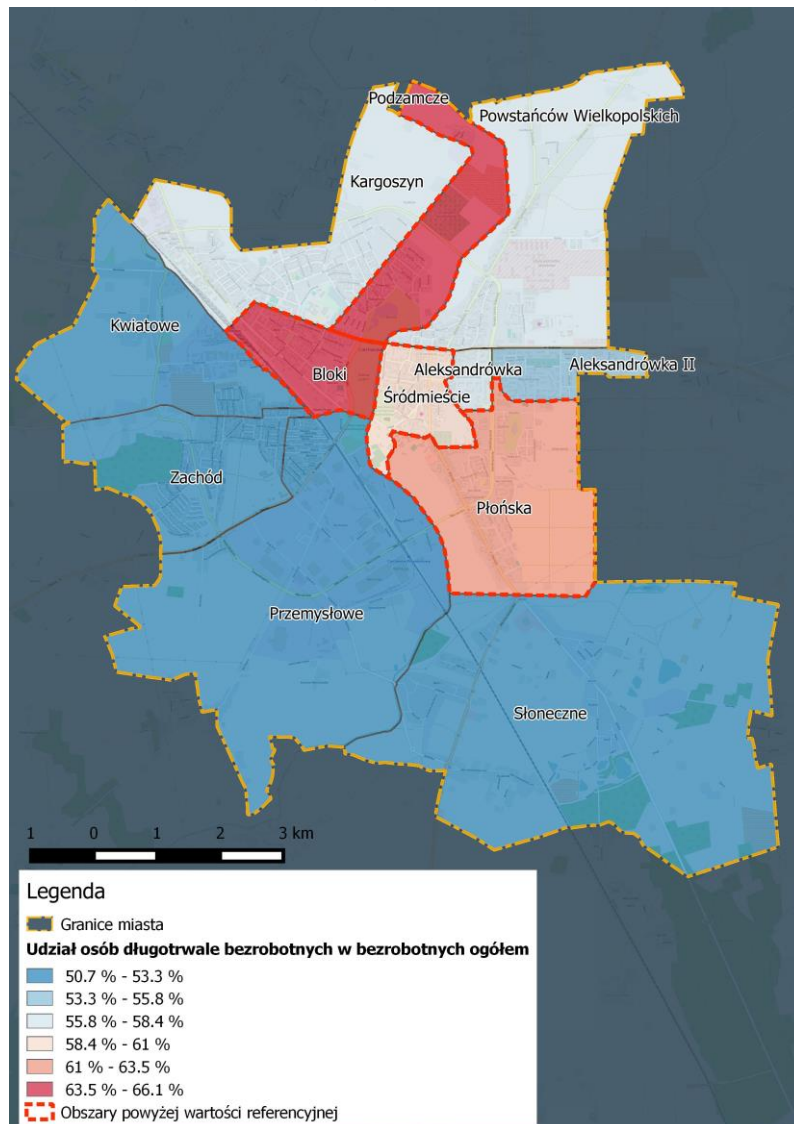 Podzamcze
Powstańców Wielkopolskich
Kargoszyn
Kwiatowe
Bloki
Aleksandrówka
Aleksandrówka II
Śródmieście
Zachód
Płońska
Przemysłowe
Słoneczne
1 0 1 2 3 km
Legenda
Granice miasta
Udział osób długotrwale bezrobotnych w bezrobotnych ogółem
50.7 % - 53.3 %
53.3 % - 55.8 %
55.8 % - 58.4 %
58.4 % - 61 %
61 % - 63.5 %
63.5 % - 66.1 %
Obszary powyżej wartości referencyjnej